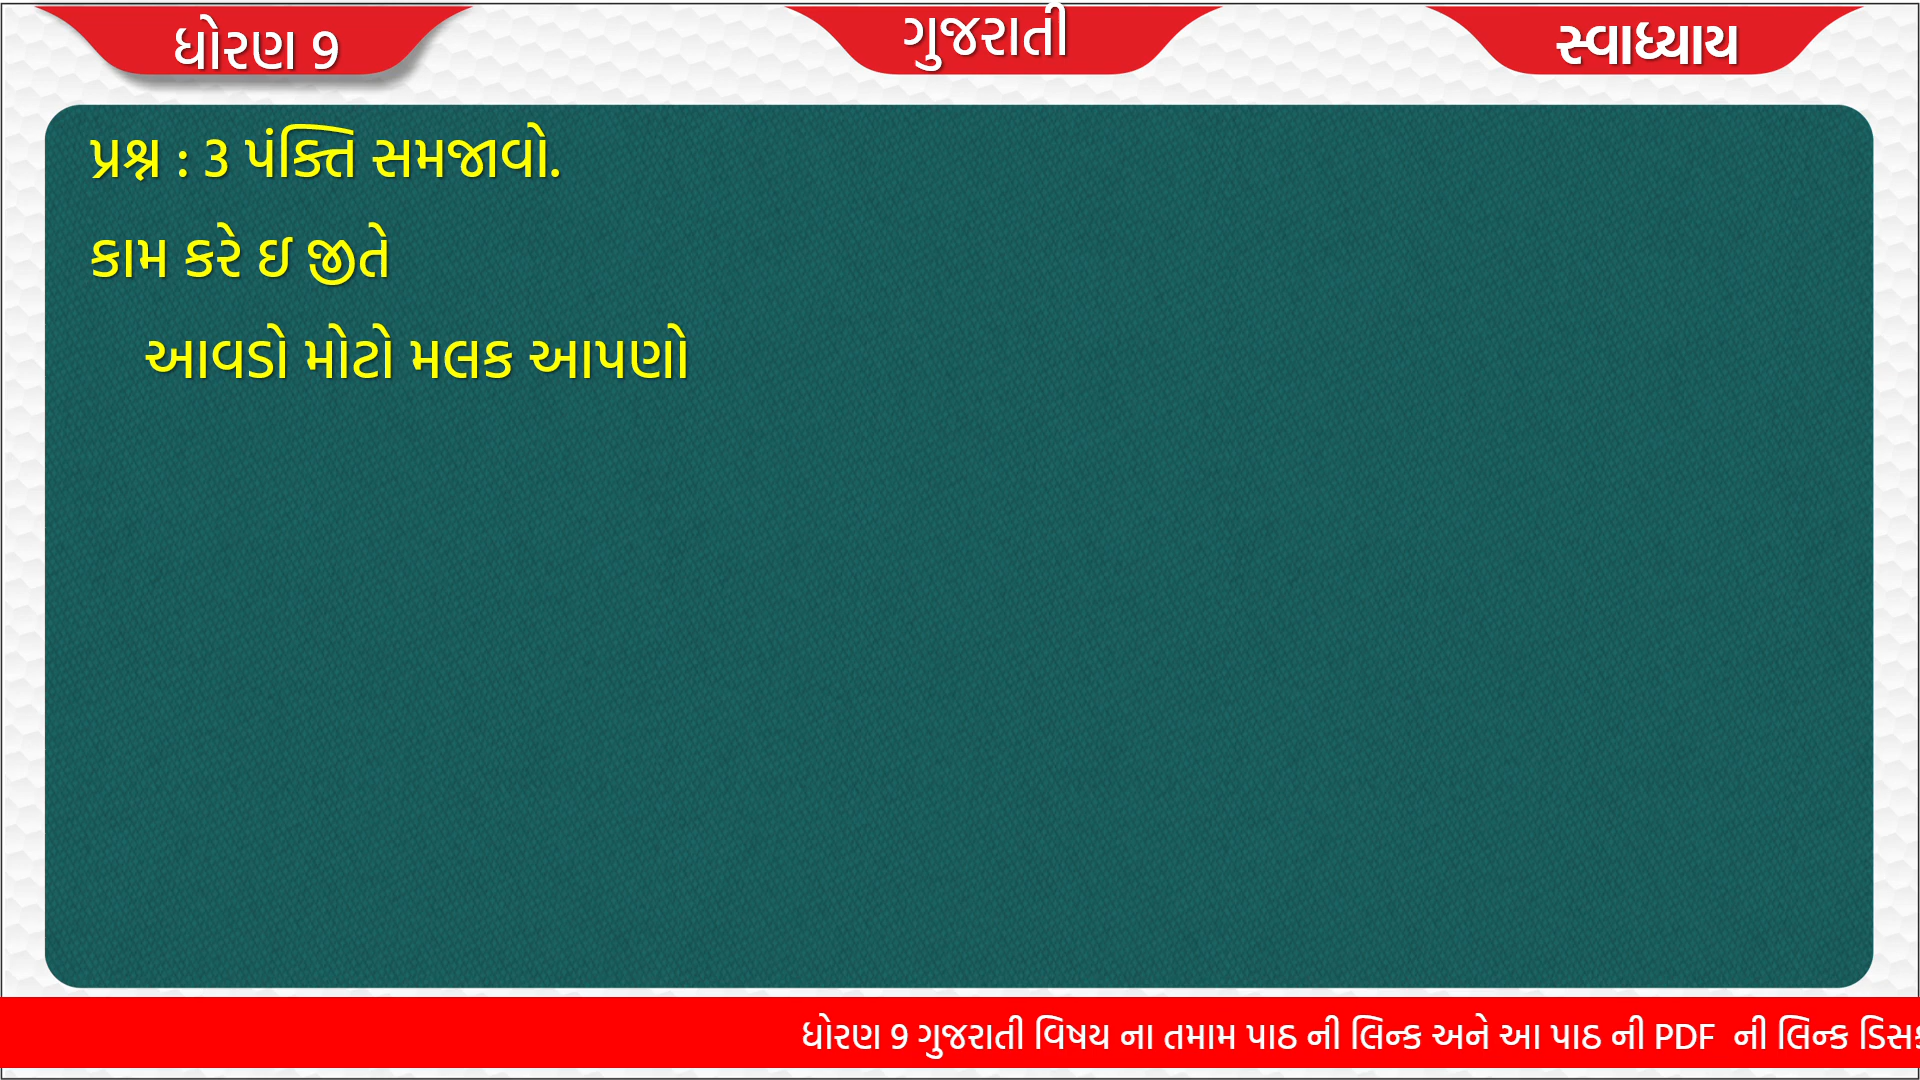 ધોરણ 9
ગુજરાતી
સ્વાધ્યાય
પ્રશ્ન : 3 પંક્તિ સમજાવો.
કામ કરે ઇ જીતે
આવડો મોટો મલક આપણો
ધોરણ 9 ગુજરાતી વિષય ના તમામ પાઠ ની લિન્ક અને આ પાઠ ની PDF ની લિન્ક